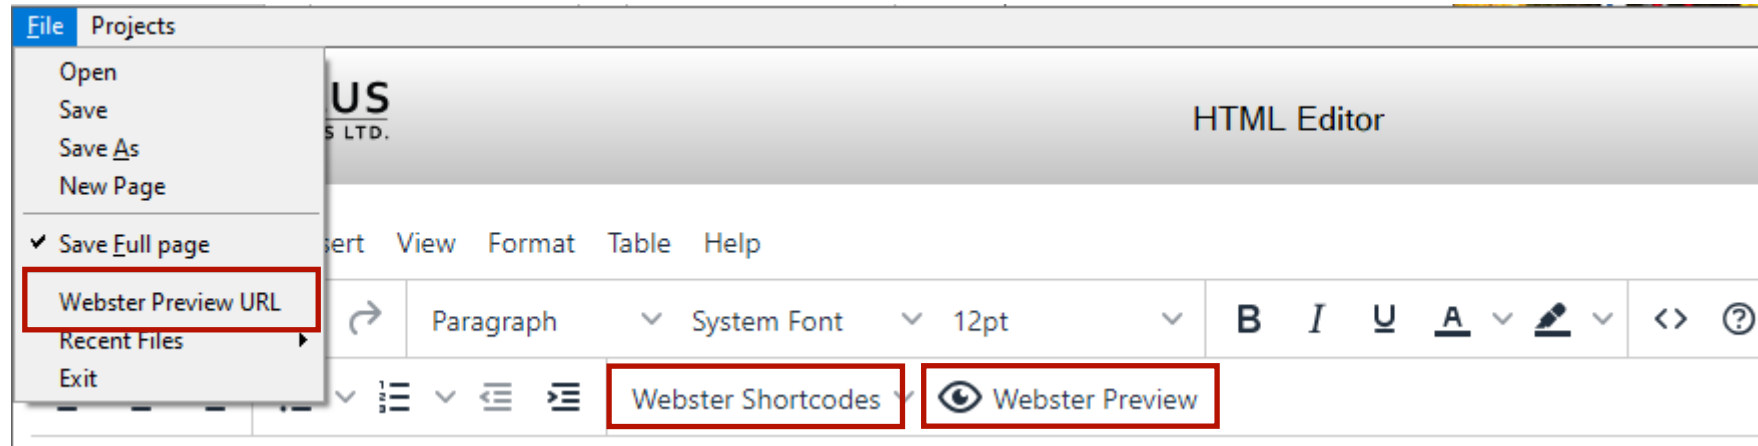 File Projects
Open
Save
Save As
New Page
Save Full page
Webster Preview URL
Recent Files
Exit
US
S LTD.
HTML Editor
sert View Format Table Help
Paragraph System Font 12pt B I U A <> ?
Webster Shortcodes Webster Preview